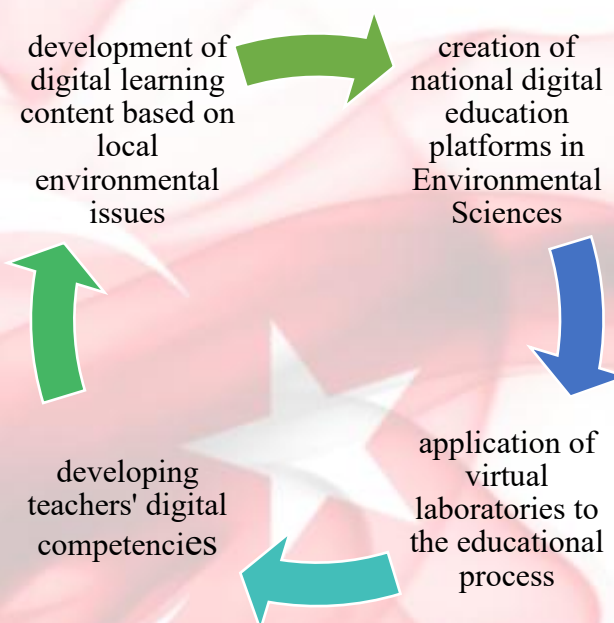 development of
digital learning
content based on
local
environmental
issues
creation of
national digital
education
platforms in
Environmental
Sciences
application of
virtual
laboratories to
the educational
process
developing
teachers' digital
competencies